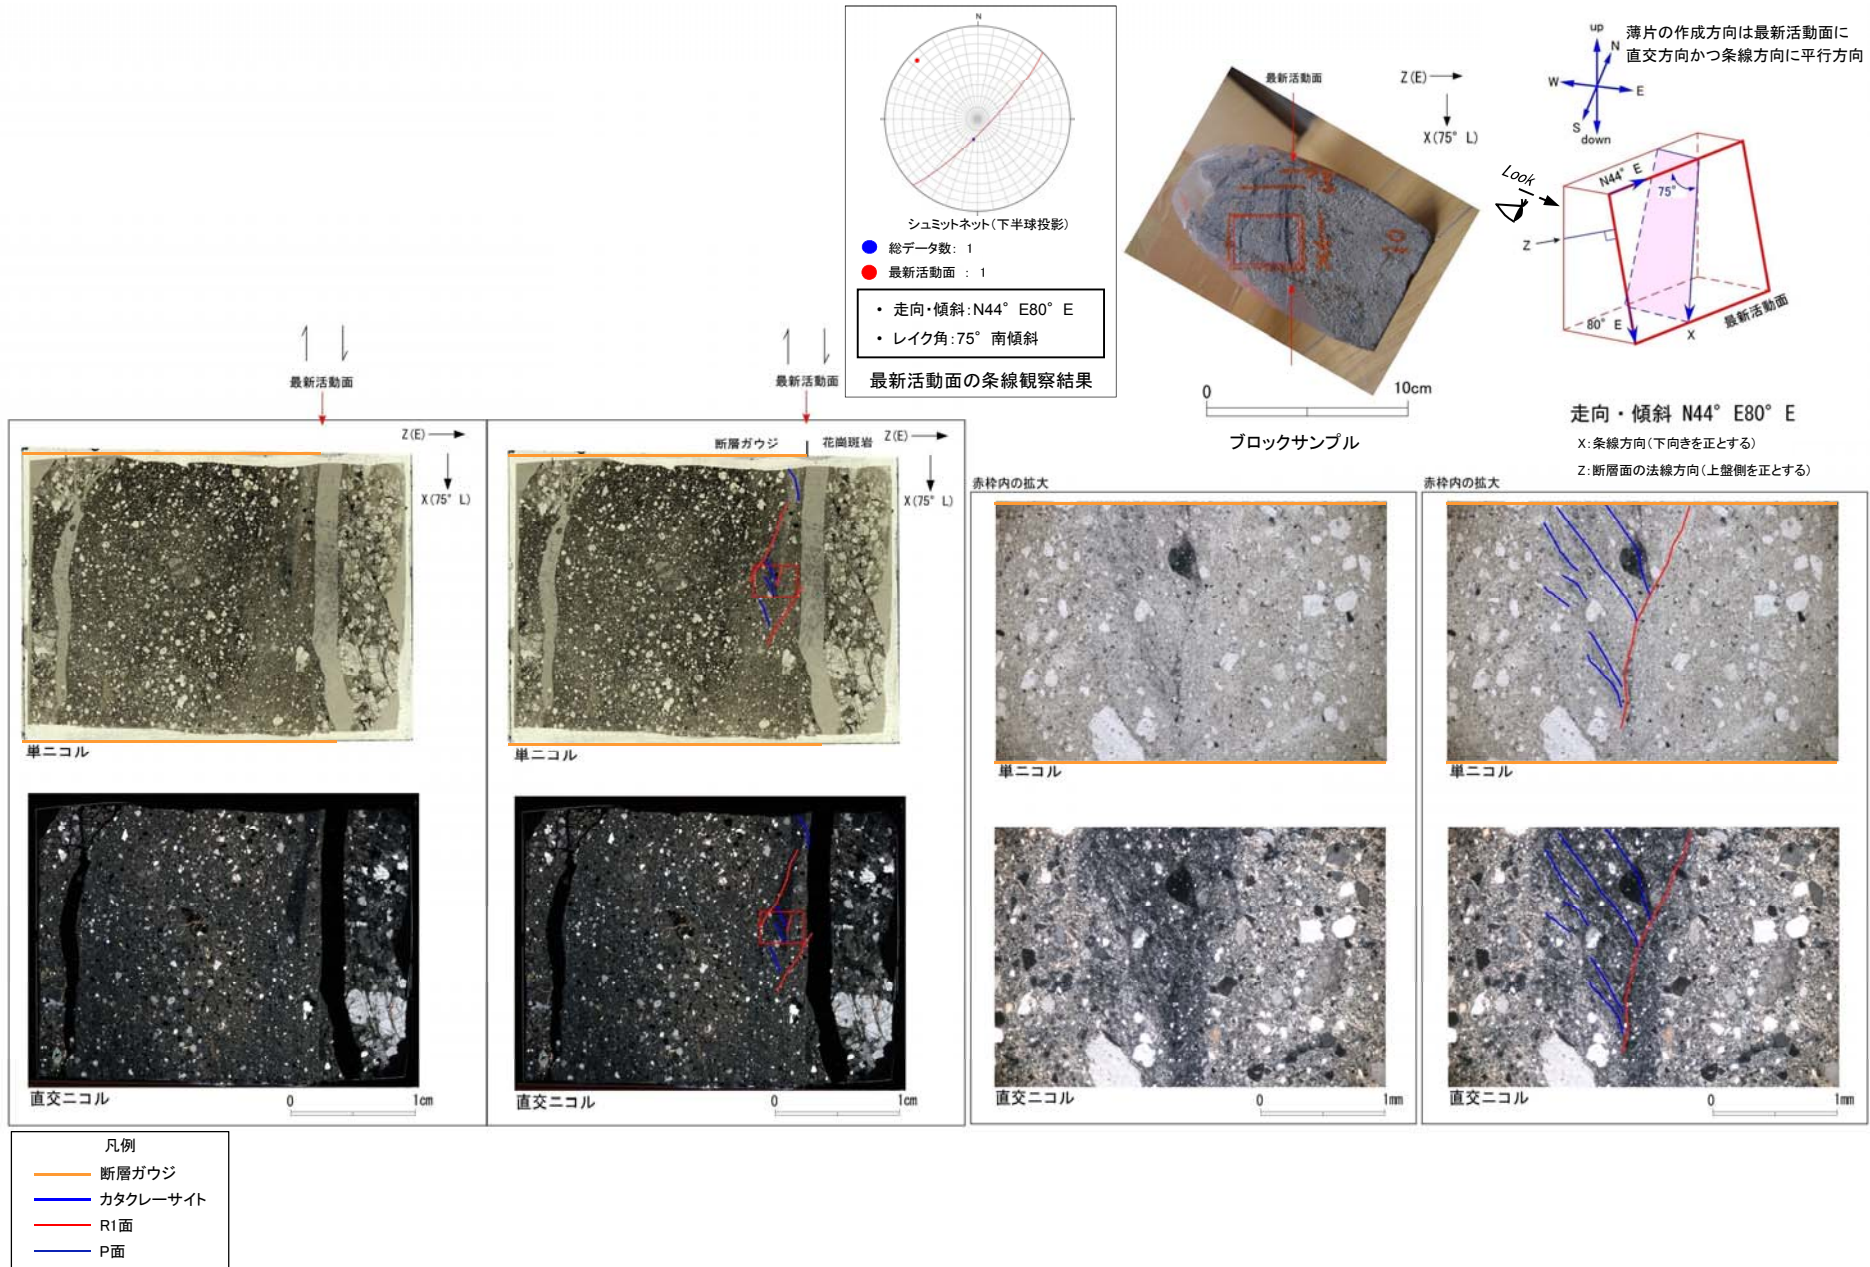 N
シュミットネット(下半球投影)
総データ数: 1
最新活動面 : 1
・ 走向・傾斜:N44° E80° E
・ レイク角:75° 南傾斜
最新活動面の条線観察結果
最新活動面
Z(E)
X(75° L)
0
10cm
ブロックサンプル
薄片の作成方向は最新活動面に
直交方向かつ条線方向に平行方向
up
N
W
E
S
down
Look
N44° E
75°
Z
80° E
X
最新活動面
走向・傾斜 N44° E80° E
X:条線方向(下向きを正とする)
Z:断層面の法線方向(上盤側を正とする)
最新活動面
Z(E)
X(75° L)
単ニコル
直交ニコル
0
1cm
最新活動面
断層ガウジ
花崗斑岩
Z(E)
X(75° L)
単ニコル
直交ニコル
0
1cm
赤枠内の拡大
単ニコル
直交ニコル
0
1mm
赤枠内の拡大
単ニコル
直交ニコル
0
1mm
凡例
断層ガウジ
カタクレーサイト
R1面
P面